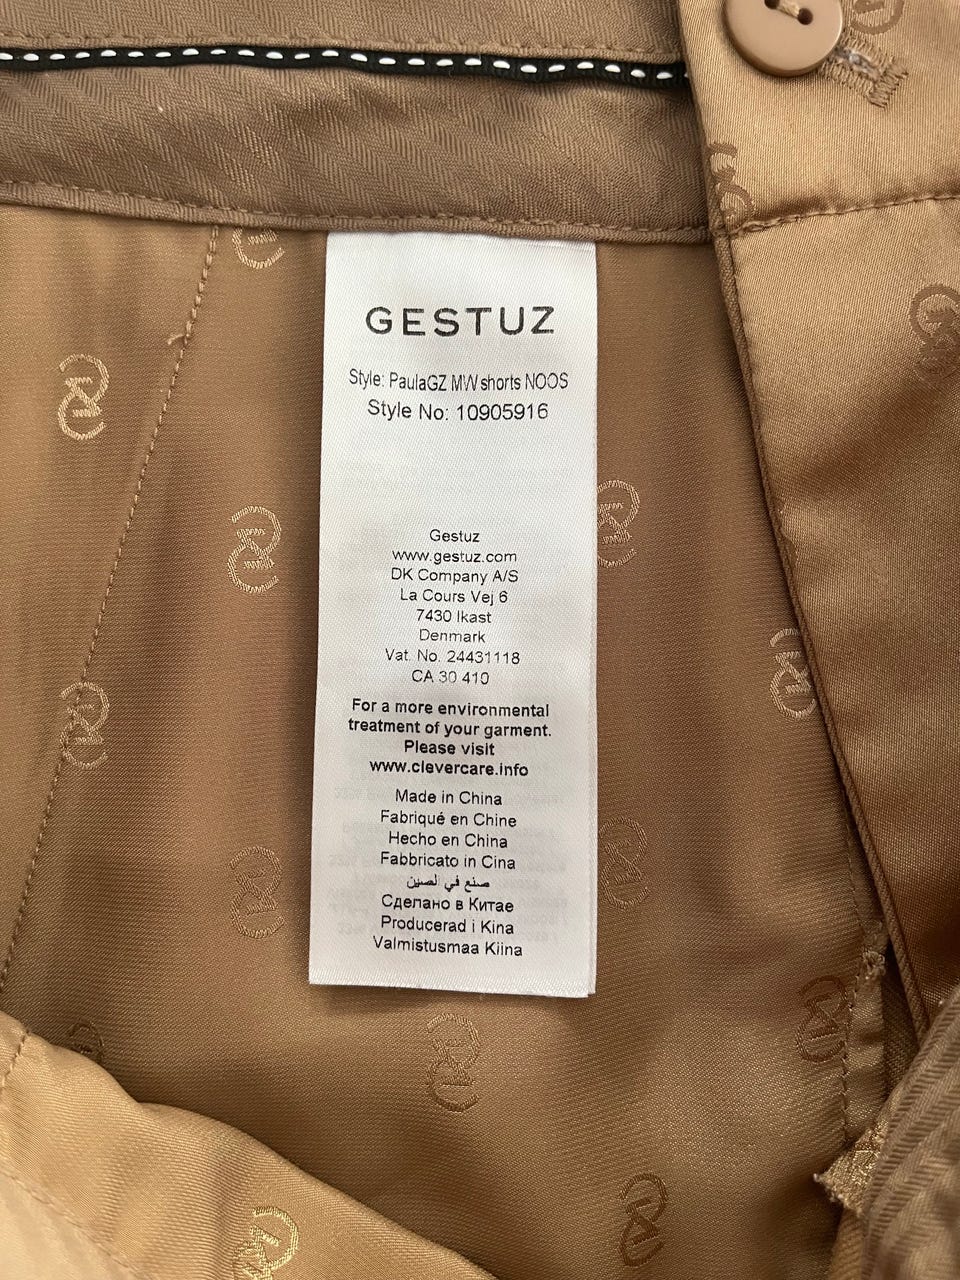 GESTUZ
Style: PaulaGZ MW shorts NOOS
Style No: 10905916
Gestuz
www.gestuz.com
DK Company A/S
La Cours Vej 6
7430 Ikast
Denmark
Vat. No. 24431118
CA 30 410
For a more environmental
treatment of your garment.
Please visit
www.clevercare.info
Made in China
Fabriqué en Chine
Hecho en China
Fabbricato in Cina
صنع في الصين
Сделано в Китае
Producerad i Kina
Valmistusmaa Kiina